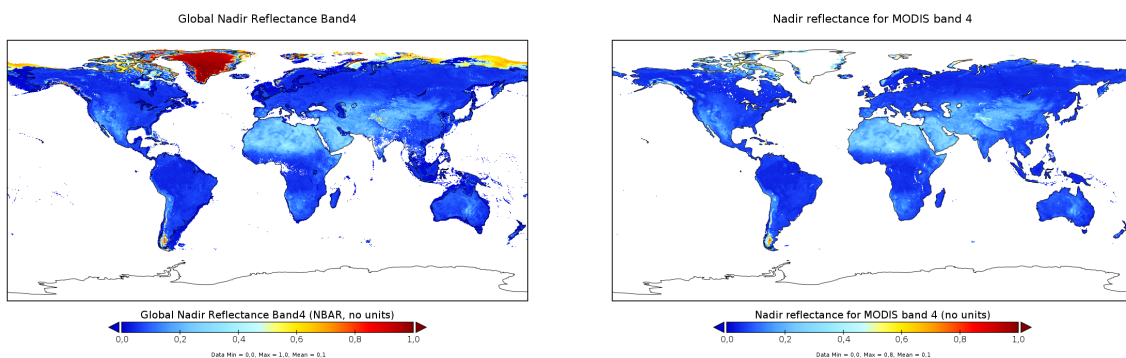 Global Nadir Reflectance Band4
Global Nadir Reflectance Band4 (NBAR, no units)
0,0 0,2 0,4 0,6 0,8 1,0
Data Min = 0,0, Max = 1,0, Mean = 0,1
Nadir reflectance for MODIS band 4
Nadir reflectance for MODIS band 4 (no units)
0,0 0,2 0,4 0,6 0,8 1,0
Data Min = 0,0, Max = 0,8, Mean = 0,1